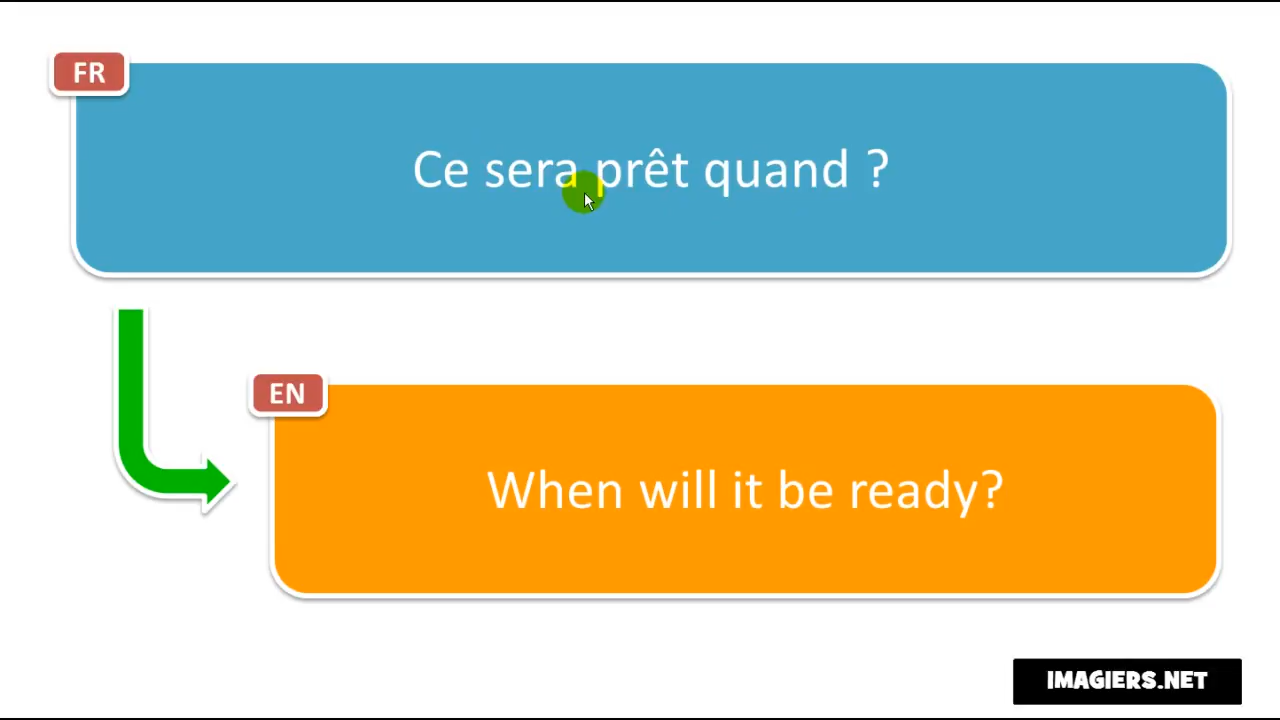 FR
Ce sera prêt quand ?
EN
When will it be ready?
IMAGIERS.NET